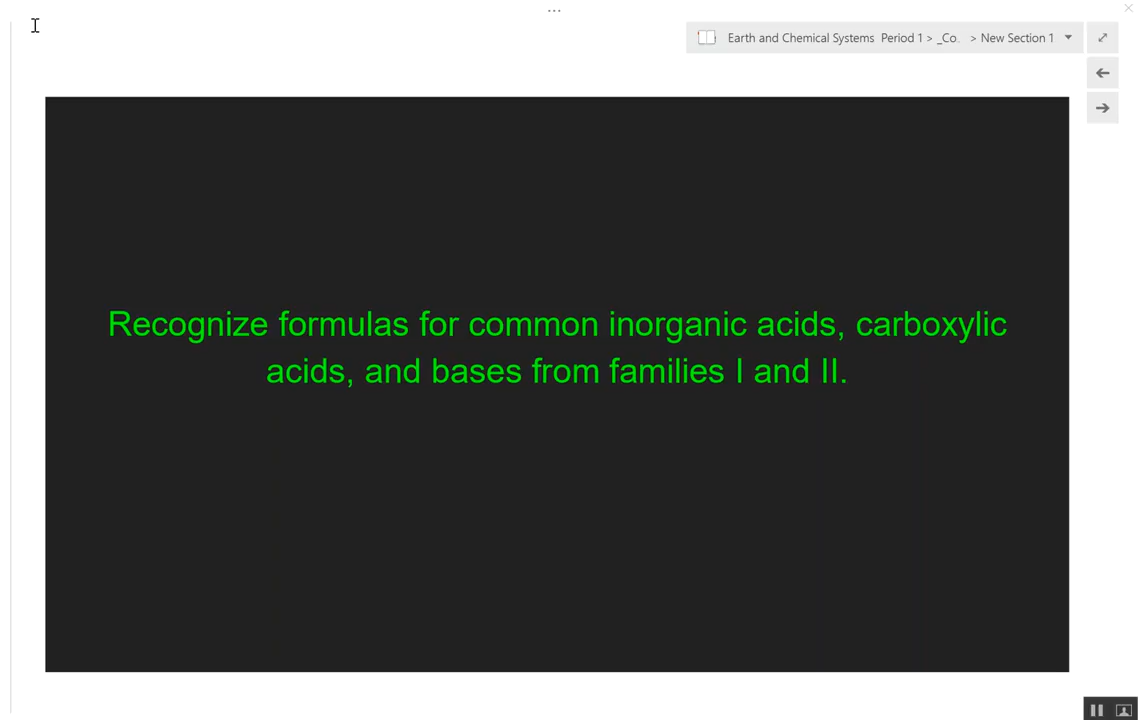 ...
Earth and Chemical Systems Period 1 > _Co. > New Section 1
Recognize formulas for common inorganic acids, carboxylic
acids, and bases from families I and II.